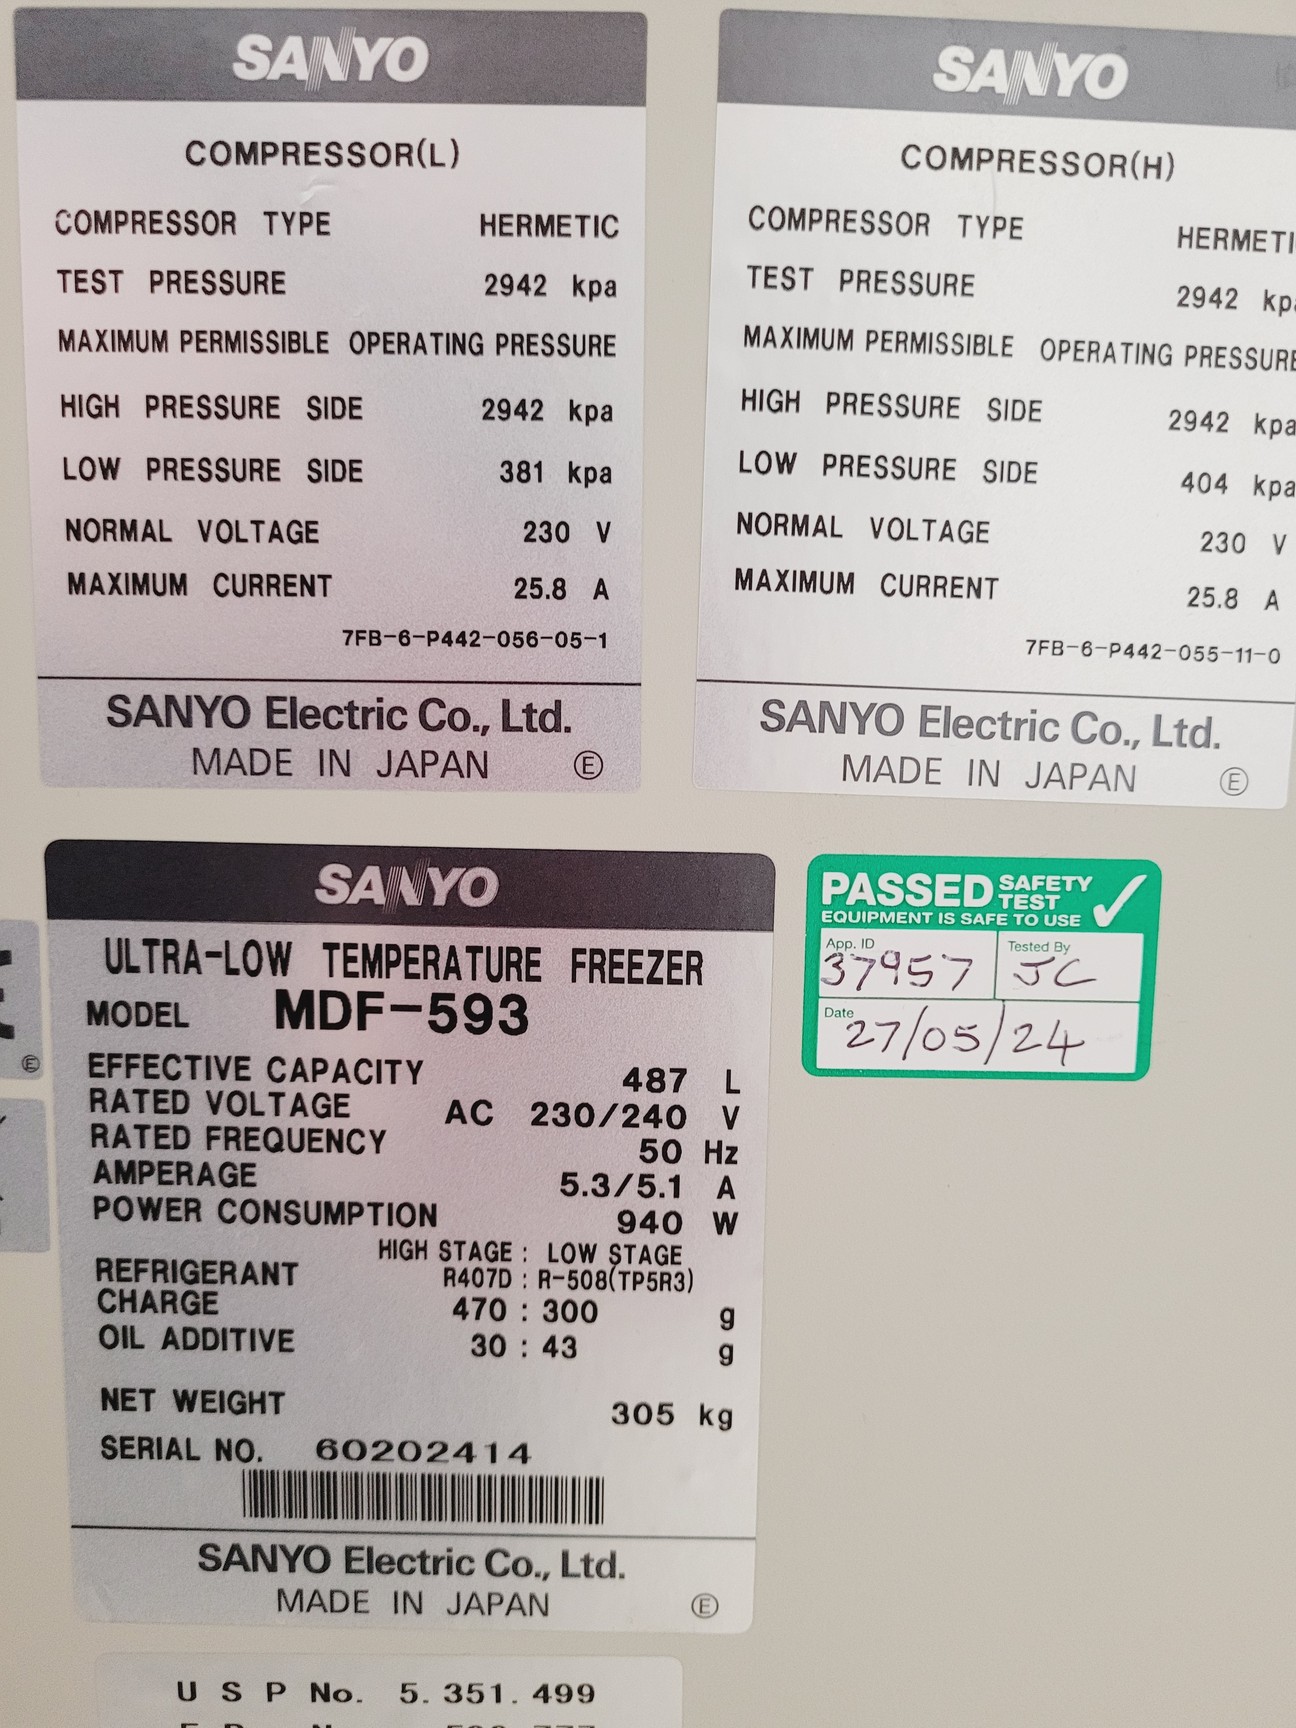 SANYO
COMPRESSOR(L)
COMPRESSOR TYPE HERMETIC
TEST PRESSURE 2942 kpa
MAXIMUM PERMISSIBLE OPERATING PRESSURE
HIGH PRESSURE SIDE 2942 kpa
LOW PRESSURE SIDE 381 kpa
NORMAL VOLTAGE 230 V
MAXIMUM CURRENT 25.8 A
7FB-6-P442-056-05-1
SANYO Electric Co., Ltd.
MADE IN JAPAN Ⓔ
SANYO
COMPRESSOR(H)
COMPRESSOR TYPE HERMETI
TEST PRESSURE 2942 kp
MAXIMUM PERMISSIBLE OPERATING PRESSURE
HIGH PRESSURE SIDE 2942 kpa
LOW PRESSURE SIDE 404 kpa
NORMAL VOLTAGE 230 V
MAXIMUM CURRENT 25.8 A
7FB-6-P442-055-11-0
SANYO Electric Co., Ltd.
MADE IN JAPAN Ⓔ
SANYO
ULTRA-LOW TEMPERATURE FREEZER
MODEL MDF-593
EFFECTIVE CAPACITY 487 L
RATED VOLTAGE AC 230/240 V
RATED FREQUENCY 50 Hz
AMPERAGE 5.3/5.1 A
POWER CONSUMPTION 940 W
HIGH STAGE : LOW STAGE
REFRIGERANT R407D : R-508(TP5R3)
CHARGE 470 : 300 g
OIL ADDITIVE 30 : 43 g
NET WEIGHT 305 kg
SERIAL NO. 60202414
SANYO Electric Co., Ltd.
MADE IN JAPAN Ⓔ
PASSED SAFETY TEST ✓
EQUIPMENT IS SAFE TO USE
App. ID 37957 Tested By JC
Date 27/05/24
Ⓔ
U S P No. 5. 351. 499